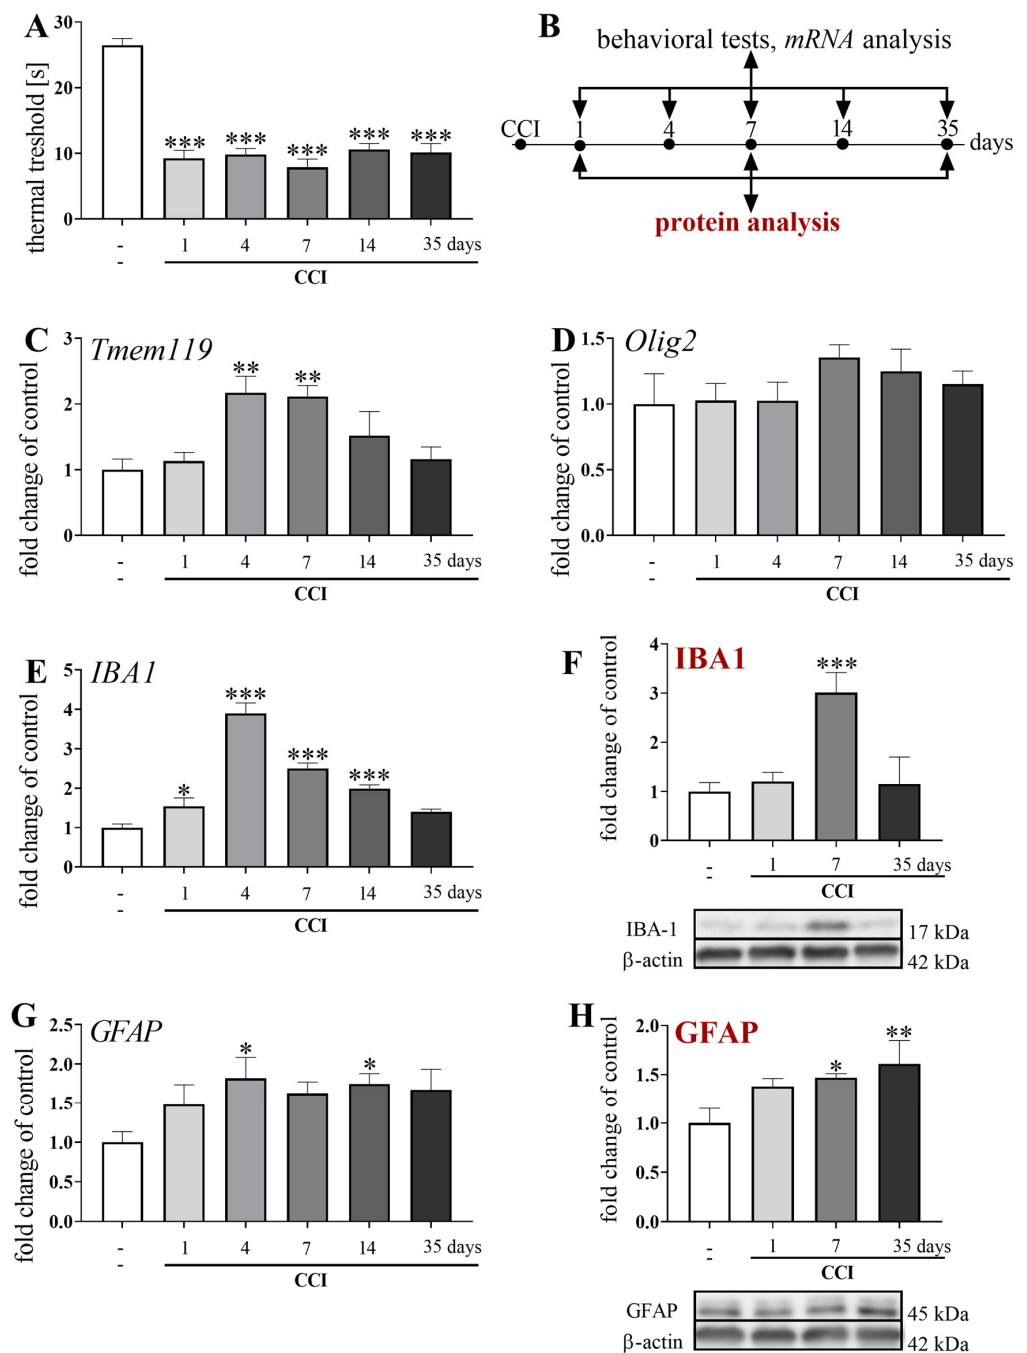 A
thermal treshold [s]
30
20
10
0
*** *** *** *** ***
- 1 4 7 14 35 days
-
CCI
B
behavioral tests, mRNA analysis
CCI 1 4 7 14 35 days
protein analysis
C
Tmem119
fold change of control
3
2
1
0
** **
- 1 4 7 14 35 days
-
CCI
D
Olig2
fold change of control
1.5
1.0
0.5
0.0
- 1 4 7 14 35 days
-
CCI
E
IBA1
fold change of control
5
4
3
2
1
0
* *** *** ***
- 1 4 7 14 35 days
-
CCI
F
IBA1
fold change of control
4
3
2
1
0
***
- 1 7 35 days
-
CCI
IBA-1 17 kDa
β-actin 42 kDa
G
GFAP
fold change of control
2.5
2.0
1.5
1.0
0.5
0.0
* *
- 1 4 7 14 35 days
-
CCI
H
GFAP
fold change of control
2.0
1.5
1.0
0.5
0.0
* **
- 1 7 35 days
-
CCI
GFAP 45 kDa
β-actin 42 kDa